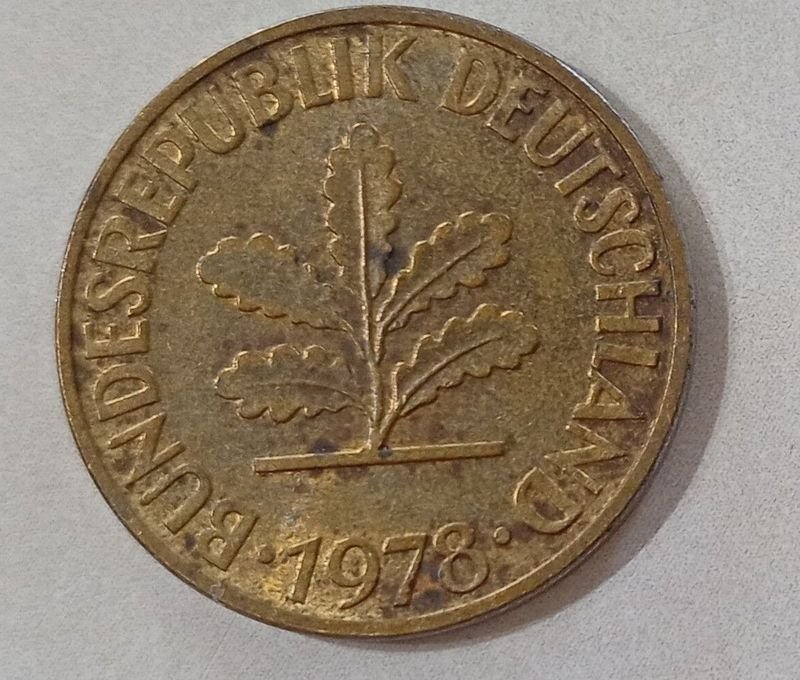 BUNDESREPUBLIK DEUTSCHLAND
· 1978 ·